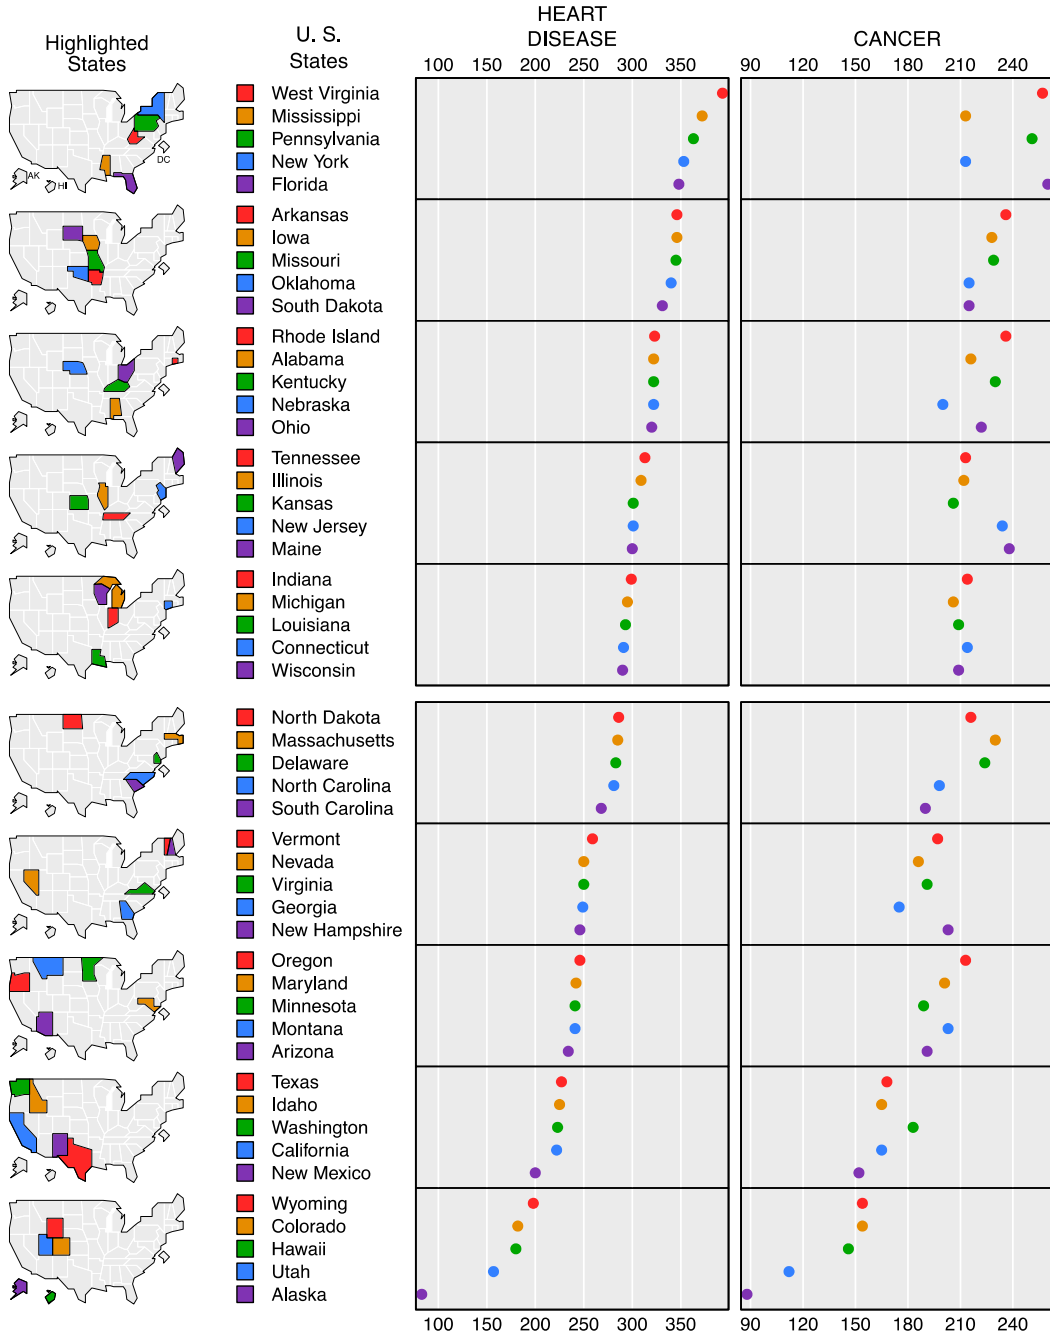 HEART
DISEASE
CANCER
Highlighted
States
U. S.
States
100 150 200 250 300 350
90 120 150 180 210 240
West Virginia
Mississippi
Pennsylvania
New York
Florida
AK
HI
DC
Arkansas
Iowa
Missouri
Oklahoma
South Dakota
Rhode Island
Alabama
Kentucky
Nebraska
Ohio
Tennessee
Illinois
Kansas
New Jersey
Maine
Indiana
Michigan
Louisiana
Connecticut
Wisconsin
North Dakota
Massachusetts
Delaware
North Carolina
South Carolina
Vermont
Nevada
Virginia
Georgia
New Hampshire
Oregon
Maryland
Minnesota
Montana
Arizona
Texas
Idaho
Washington
California
New Mexico
Wyoming
Colorado
Hawaii
Utah
Alaska
100 150 200 250 300 350
90 120 150 180 210 240